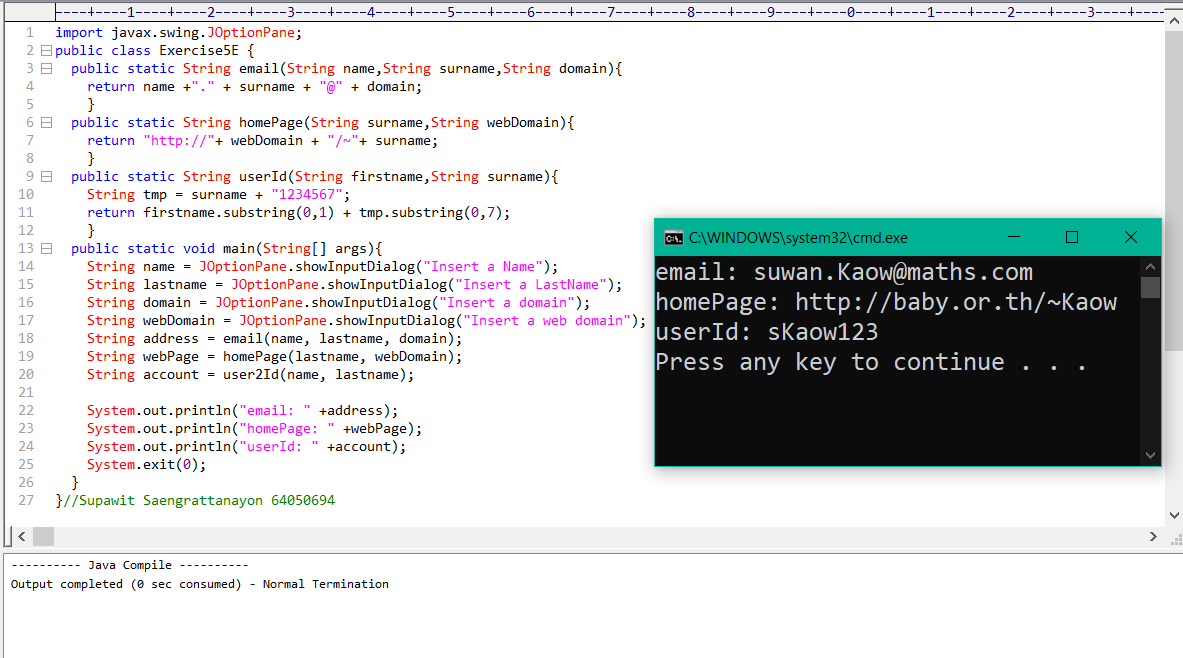 ----+----1----+----2----+----3----+----4----+----5----+----6----+----7----+----8----+----9----+----0----+----1----+----2----+----3----+---
1 import javax.swing.JOptionPane;
2 public class Exercise5E {
3 public static String email(String name,String surname,String domain){
4 return name +"." + surname + "@" + domain;
5 }
6 public static String homePage(String surname,String webDomain){
7 return "http://"+ webDomain + "/~"+ surname;
8 }
9 public static String userId(String firstname,String surname){
10 String tmp = surname + "1234567";
11 return firstname.substring(0,1) + tmp.substring(0,7);
12 }
13 public static void main(String[] args){
14 String name = JOptionPane.showInputDialog("Insert a Name");
15 String lastname = JOptionPane.showInputDialog("Insert a LastName");
16 String domain = JOptionPane.showInputDialog("Insert a domain");
17 String webDomain = JOptionPane.showInputDialog("Insert a web domain");
18 String address = email(name, lastname, domain);
19 String webPage = homePage(lastname, webDomain);
20 String account = user2Id(name, lastname);
21
22 System.out.println("email: " +address);
23 System.out.println("homePage: " +webPage);
24 System.out.println("userId: " +account);
25 System.exit(0);
26 }
27 }//Supawit Saengrattanayon 64050694
C:\WINDOWS\system32\cmd.exe
email: suwan.Kaow@maths.com
homePage: http://baby.or.th/~Kaow
userId: sKaow123
Press any key to continue . . .
---------- Java Compile ----------
Output completed (0 sec consumed) - Normal Termination